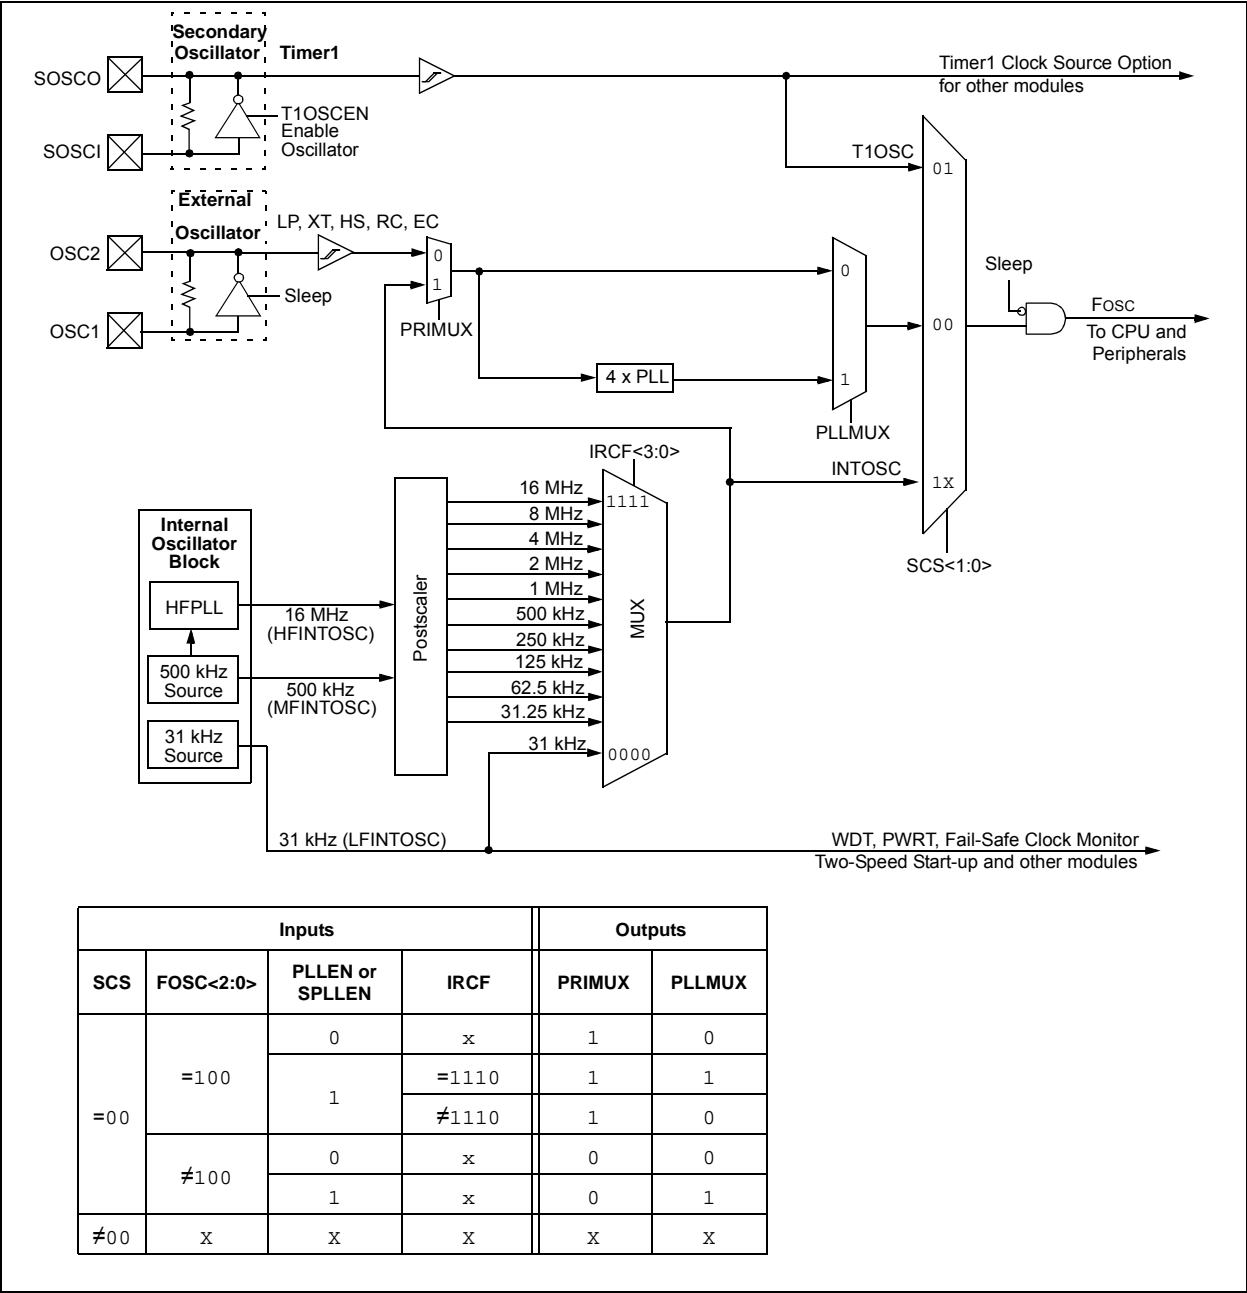 Secondary
Oscillator
Timer1
SOSCO
SOSCI
T1OSCEN
Enable
Oscillator
Timer1 Clock Source Option
for other modules
T1OSC
01
External
Oscillator
LP, XT, HS, RC, EC
OSC2
OSC1
Sleep
0
1
PRIMUX
4 x PLL
0
1
PLLMUX
00
Sleep
FOSC
To CPU and
Peripherals
INTOSC
1X
SCS<1:0>
IRCF<3:0>
Internal
Oscillator
Block
HFPLL
500 kHz
Source
31 kHz
Source
16 MHz
(HFINTOSC)
500 kHz
(MFINTOSC)
Postscaler
16 MHz
8 MHz
4 MHz
2 MHz
1 MHz
500 kHz
250 kHz
125 kHz
62.5 kHz
31.25 kHz
31 kHz
1111
MUX
0000
31 kHz (LFINTOSC)
WDT, PWRT, Fail-Safe Clock Monitor
Two-Speed Start-up and other modules
Inputs Outputs
SCS FOSC<2:0> PLLEN or SPLLEN IRCF PRIMUX PLLMUX
=00 =100 0 x 1 0
1 =1110 1 1
≠1110 1 0
≠100 0 x 0 0
1 x 0 1
≠00 X X X X X